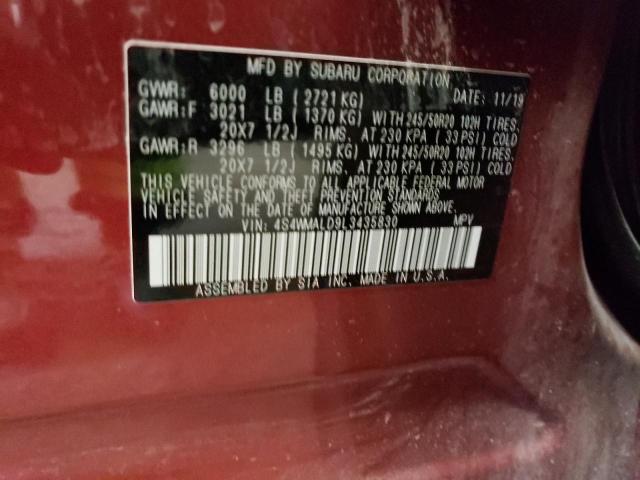 MFD BY SUBARU CORPORATION
GVWR: 6000 LB (2721 KG) DATE: 11/19
GAWR:F 3021 LB (1370 KG) WITH 245/50R20 102H TIRES,
20X7 1/2J RIMS, AT 230 KPA (33 PSI) COLD
GAWR:R 3296 LB (1495 KG) WITH 245/50R20 102H TIRES,
20X7 1/2J RIMS, AT 230 KPA (33 PSI) COLD
THIS VEHICLE CONFORMS TO ALL APPLICABLE FEDERAL MOTOR
VEHICLE SAFETY AND BUMPER STANDARDS
IN EFFECT ON THE DATE OF MANUFACTURE SHOWN ABOVE.
VIN: 4S4WMALD9L3435830 MPV
ASSEMBLED BY SIA INC. MADE IN U.S.A.